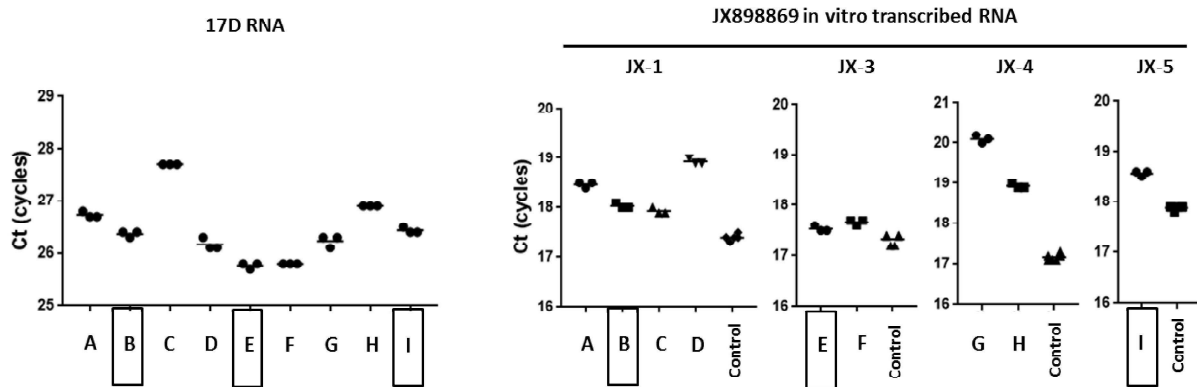 17D RNA
Ct (cycles)
29
28
27
26
25
A B C D E F G H I
JX898869 in vitro transcribed RNA
JX-1
Ct (cycles)
20
19
18
17
16
A B C D Control
JX-3
20
19
18
17
16
E F Control
JX-4
21
20
19
18
17
16
G H Control
JX-5
20
19
18
17
16
I Control